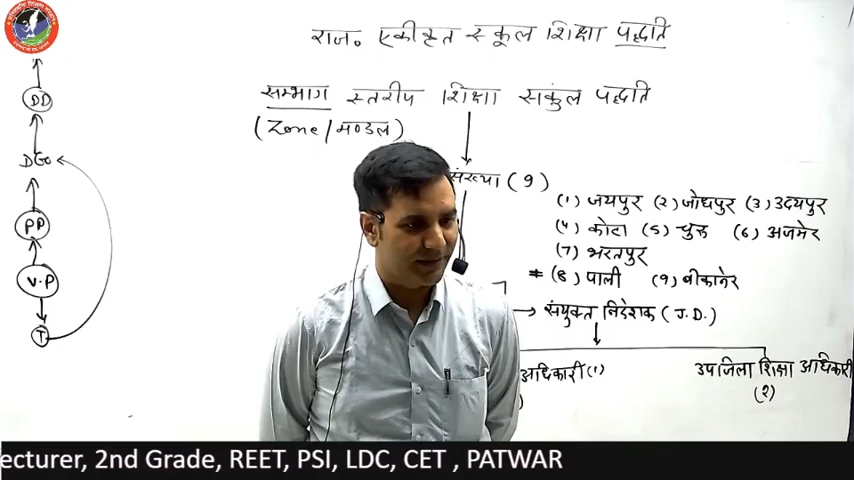 राज॰ एकीकृत स्कूल शिक्षा पद्धति
सम्भाग स्तरीय शिक्षा संकुल पद्धति
(Zone/मण्डल)
संख्या (9)
(1) जयपुर (2) जोधपुर (3) उदयपुर
(4) कोटा (5) चुरू (6) अजमेर
(7) भरतपुर
(8) पाली (9) बीकानेर
संयुक्त निदेशक (J.D.)
अधिकारी (1)
उपजिला शिक्षा अधिकारी
(2)
DD
DEO
PP
V.P
T
ecturer, 2nd Grade, REET, PSI, LDC, CET , PATWAR